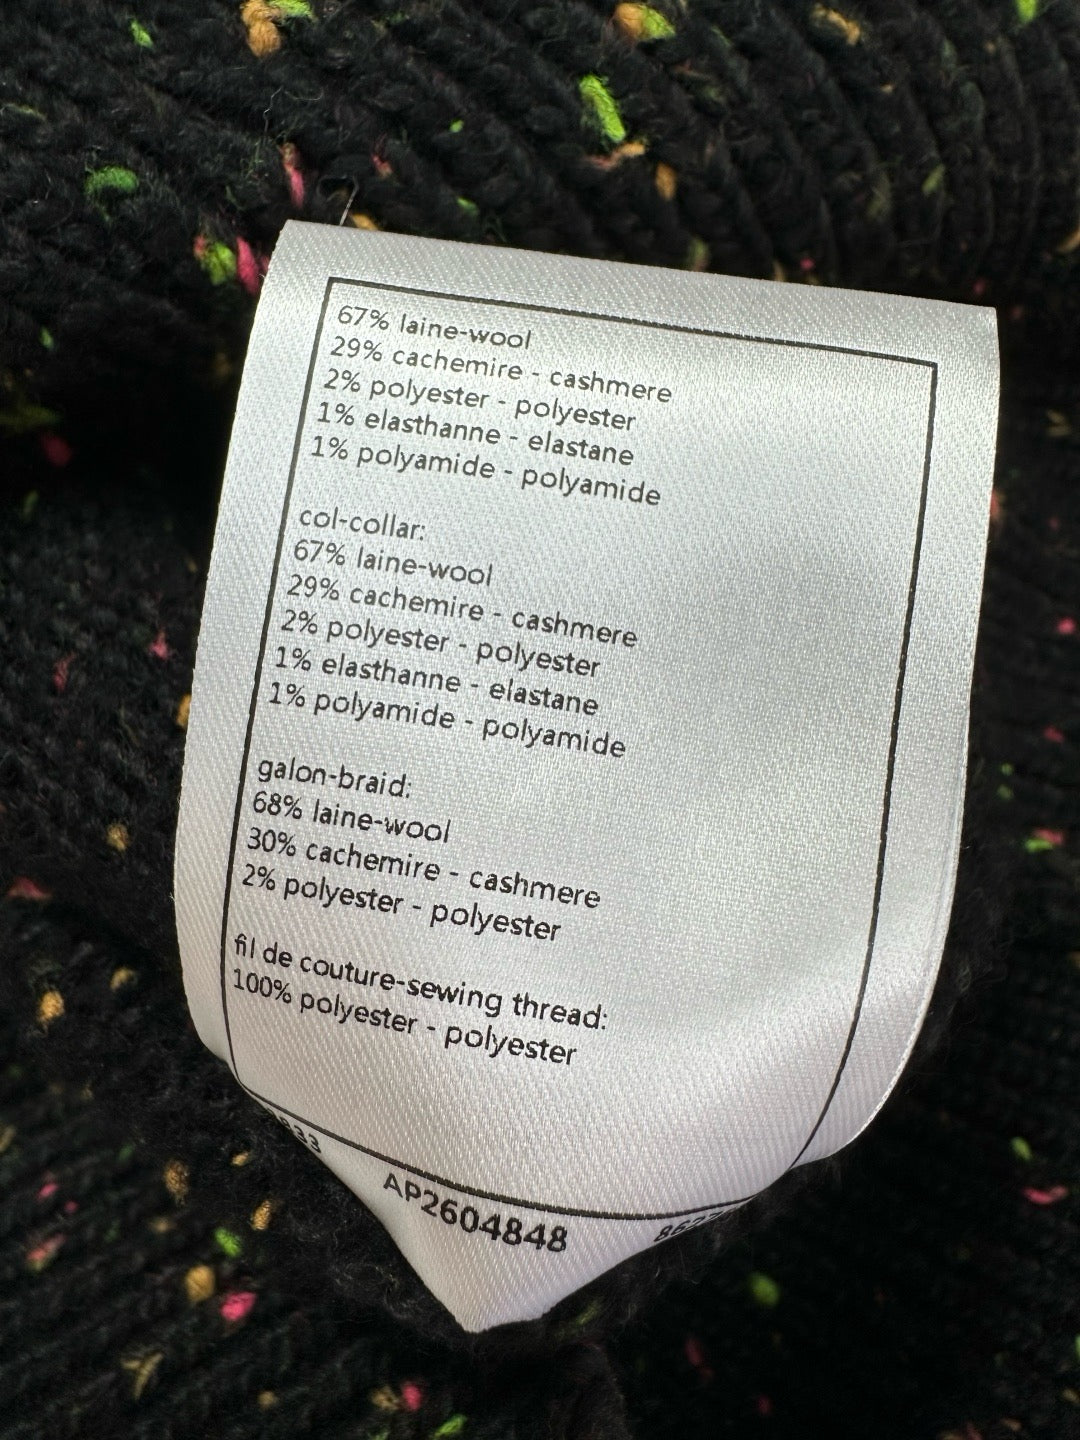 67% laine-wool
29% cachemire - cashmere
2% polyester - polyester
1% elasthanne - elastane
1% polyamide - polyamide
col-collar:
67% laine-wool
29% cachemire - cashmere
2% polyester - polyester
1% elasthanne - elastane
1% polyamide - polyamide
galon-braid:
68% laine-wool
30% cachemire - cashmere
2% polyester - polyester
fil de couture-sewing thread:
100% polyester - polyester
AP2604848